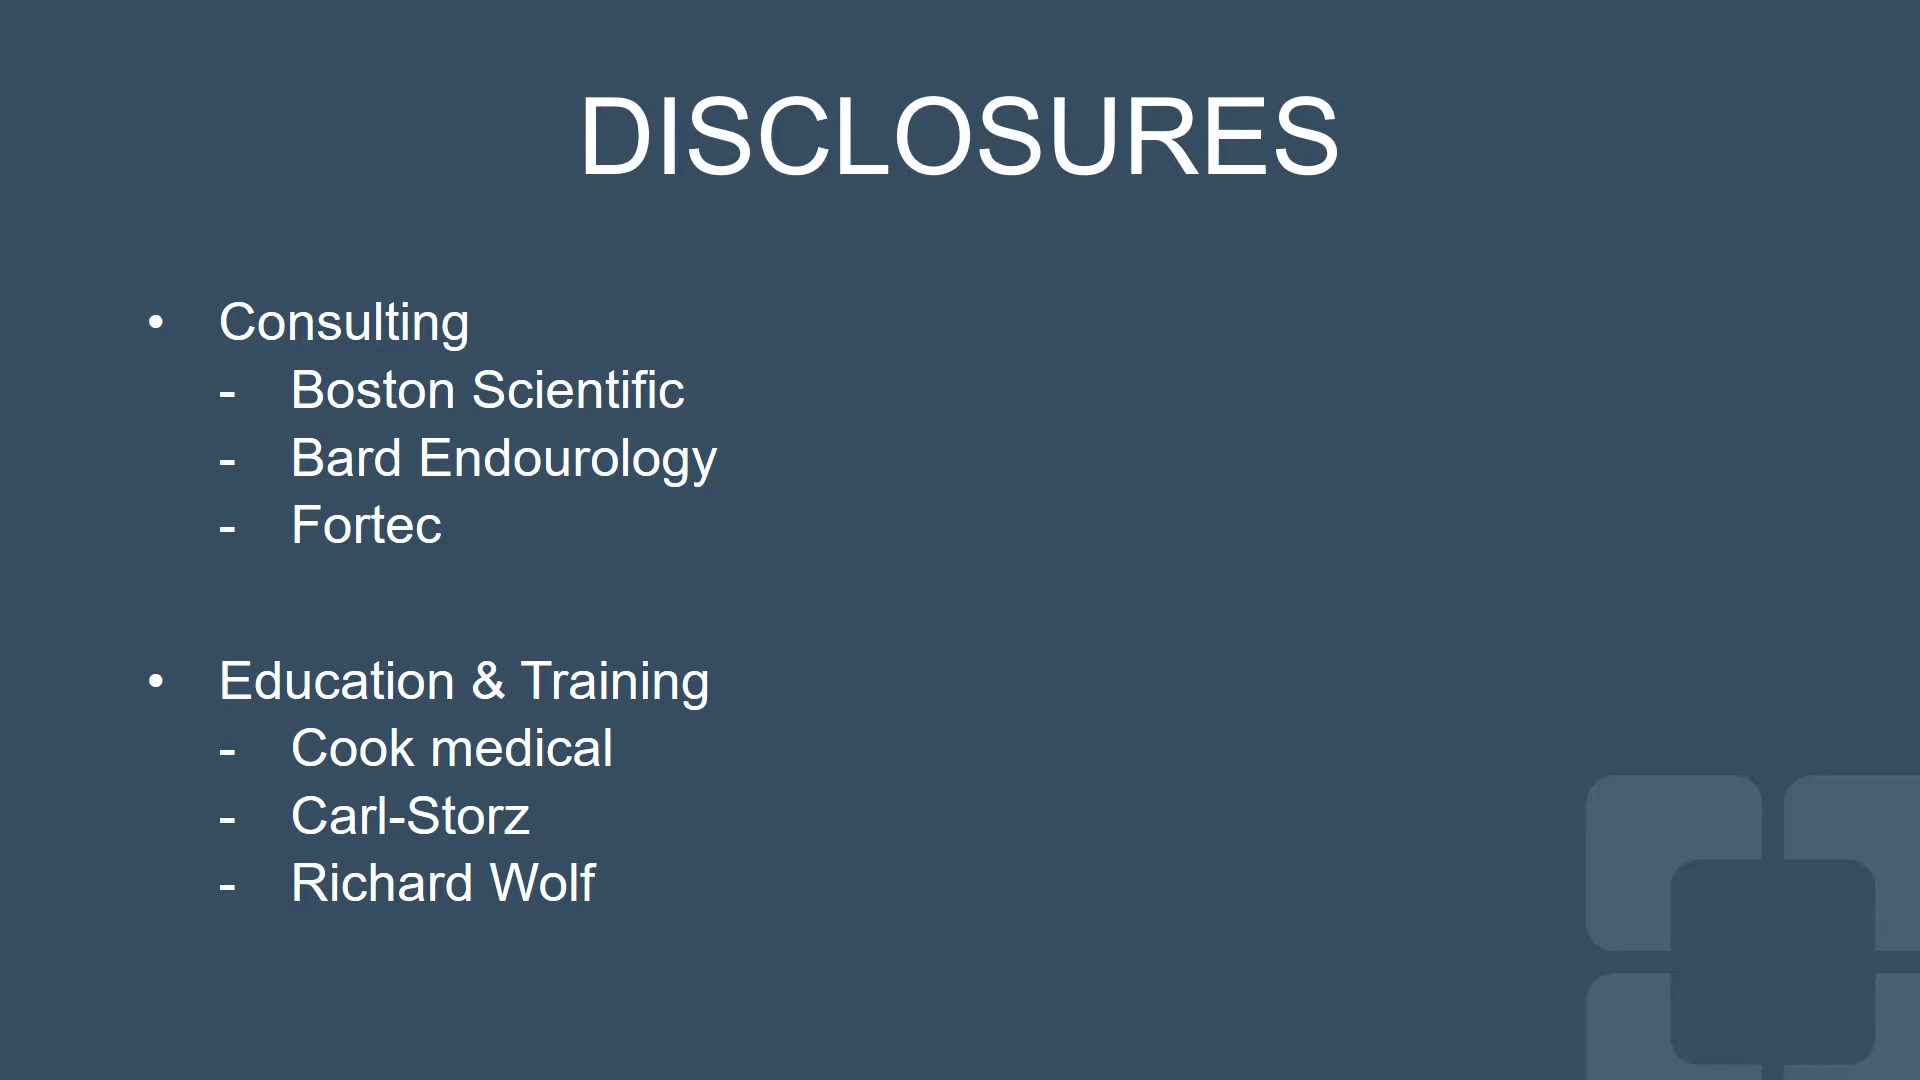 DISCLOSURES
• Consulting
- Boston Scientific
- Bard Endourology
- Fortec
• Education & Training
- Cook medical
- Carl-Storz
- Richard Wolf